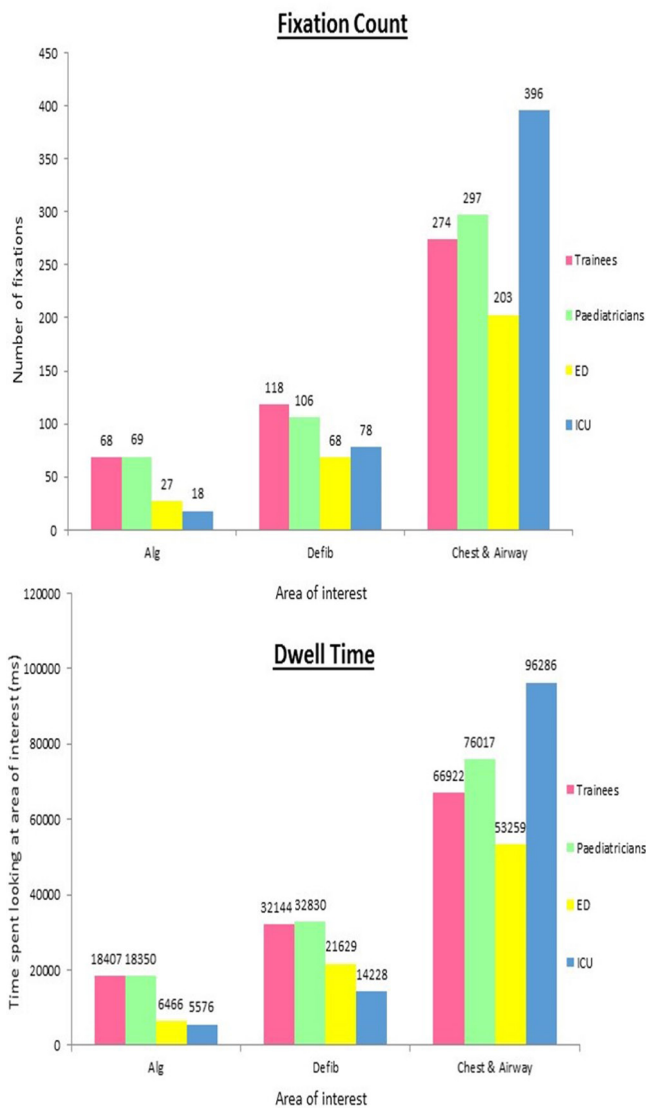 Fixation Count
Number of fixations
450
400
350
300
250
200
150
100
50
0
68
69
27
18
118
106
68
78
274
297
203
396
Alg
Defib
Chest & Airway
Area of interest
Trainees
Paediatricians
ED
ICU
Dwell Time
Time spent looking at area of interest (ms)
120000
100000
80000
60000
40000
20000
0
18407
18350
6466
5576
32144
32830
21629
14228
66922
76017
53259
96286
Alg
Defib
Chest & Airway
Area of interest
Trainees
Paediatricians
ED
ICU